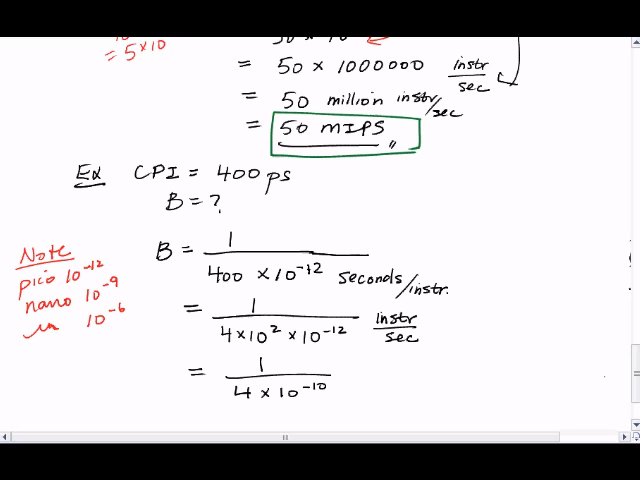 = 5 × 10
= 50 × 1000000 instr/sec
= 50 million instr/sec
= 50 MIPS
Ex CPI = 400 ps
B = ?
Note
pico 10⁻¹²
nano 10⁻⁹
10⁻⁶
B = 1 / 400 × 10⁻¹² seconds/instr.
= 1 / 4×10² × 10⁻¹² instr/sec
= 1 / 4 × 10⁻¹⁰